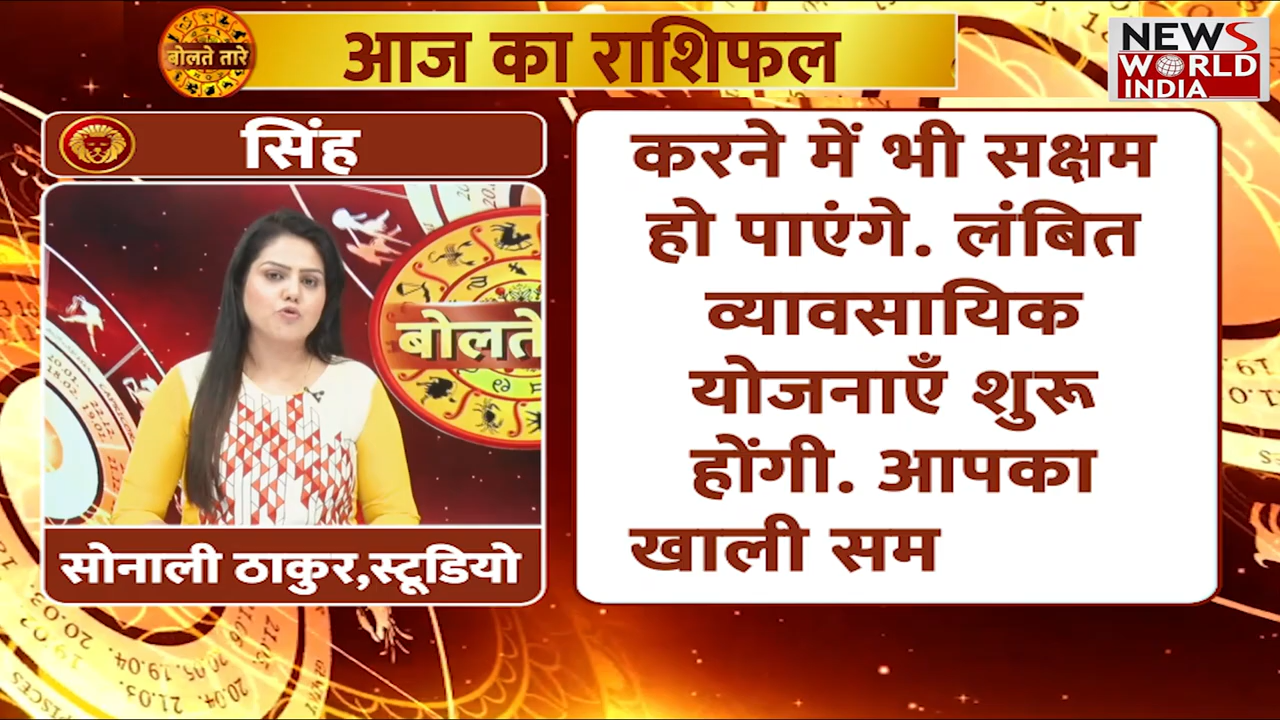 बोलते तारे
आज का राशिफल
NEWS
WORLD
INDIA
सिंह
बोलते
सोनाली ठाकुर,स्टूडियो
करने में भी सक्षम
हो पाएंगे. लंबित
व्यावसायिक
योजनाएँ शुरू
होंगी. आपका
खाली सम